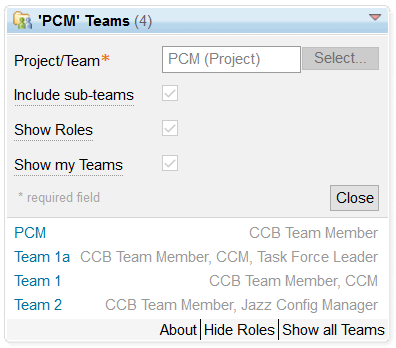 'PCM' Teams (4)
Project/Team* PCM (Project) Select...
Include sub-teams
Show Roles
Show my Teams
* required field Close
PCM CCB Team Member
Team 1a CCB Team Member, CCM, Task Force Leader
Team 1 CCB Team Member, CCM
Team 2 CCB Team Member, Jazz Config Manager
About Hide Roles Show all Teams